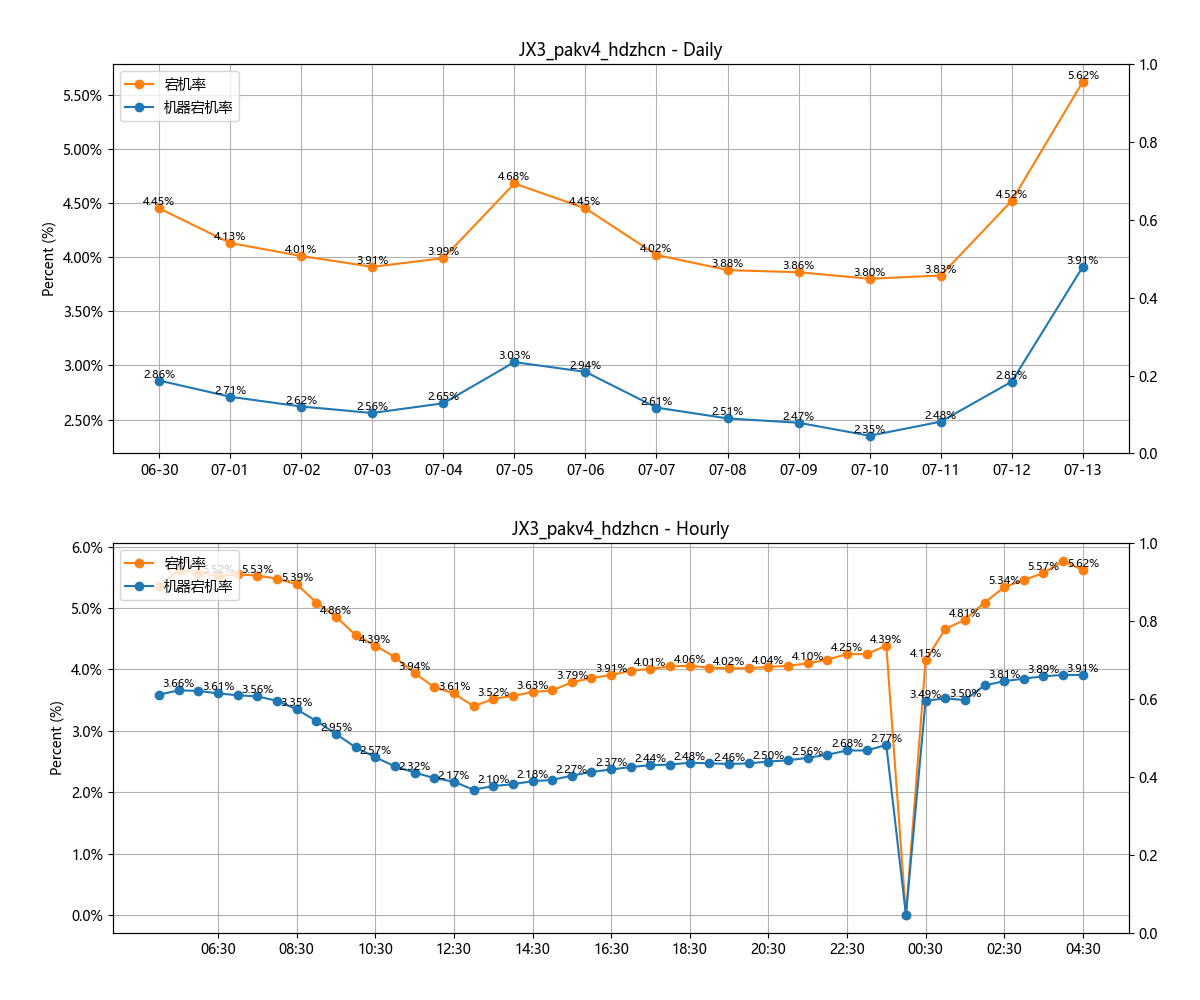 JX3_pakv4_hdzhcn - Daily
宕机率
机器宕机率
Percent (%)
5.50%
5.00%
4.50%
4.00%
3.50%
3.00%
2.50%
1.0
0.8
0.6
0.4
0.2
0.0
4.45% 4.13% 4.01% 3.91% 3.99% 4.68% 4.45% 4.02% 3.88% 3.86% 3.80% 3.83% 4.52% 5.62%
2.86% 2.71% 2.62% 2.56% 2.65% 3.03% 2.94% 2.61% 2.51% 2.47% 2.35% 2.48% 2.85% 3.91%
06-30 07-01 07-02 07-03 07-04 07-05 07-06 07-07 07-08 07-09 07-10 07-11 07-12 07-13
JX3_pakv4_hdzhcn - Hourly
宕机率
机器宕机率
Percent (%)
6.0%
5.0%
4.0%
3.0%
2.0%
1.0%
0.0%
1.0
0.8
0.6
0.4
0.2
0.0
5.52% 5.53% 5.39% 4.86% 4.39% 3.94% 3.61% 3.52% 3.63% 3.79% 3.91% 4.01% 4.06% 4.02% 4.04% 4.10% 4.25% 4.39% 4.15% 4.81% 5.34% 5.57% 5.62%
3.66% 3.61% 3.56% 3.35% 2.95% 2.57% 2.32% 2.17% 2.10% 2.18% 2.27% 2.37% 2.44% 2.48% 2.46% 2.50% 2.56% 2.68% 2.77% 3.49% 3.50% 3.81% 3.89% 3.91%
06:30 08:30 10:30 12:30 14:30 16:30 18:30 20:30 22:30 00:30 02:30 04:30